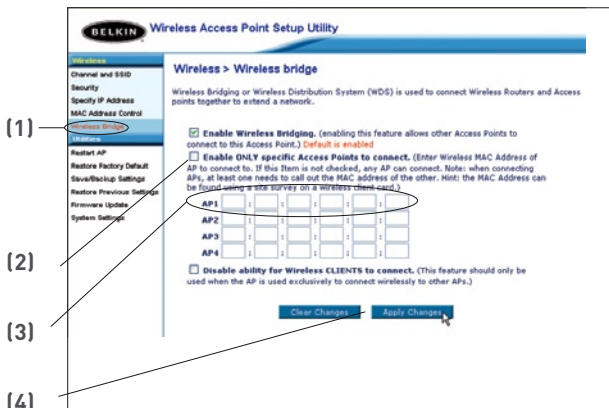 BELKIN Wireless Access Point Setup Utility
Wireless
Channel and SSID
Security
Specify IP Address
MAC Address Control
Wireless Bridge
Utilities
Restart AP
Restore Factory Default
Save/Backup Settings
Restore Previous Settings
Firmware Update
System Settings
Wireless > Wireless bridge
Wireless Bridging or Wireless Distribution System (WDS) is used to connect Wireless Routers and Access
points together to extend a network.
Enable Wireless Bridging. (enabling this feature allows other Access Points to
connect to this Access Point.) Default is enabled
Enable ONLY specific Access Points to connect. (Enter Wireless MAC Address of
AP to connect to. If this Item is not checked, any AP can connect. Note: when connecting
APs, at least one needs to call out the MAC address of the other. Hint: the MAC Address can
be found using a site survey on a wireless client card.)
AP1 : : : : :
AP2 : : : : :
AP3 : : : : :
AP4 : : : : :
Disable ability for Wireless CLIENTS to connect. (This feature should only be
used when the AP is used exclusively to connect wirelessly to other APs.)
Clear Changes Apply Changes
(1)
(2)
(3)
(4)